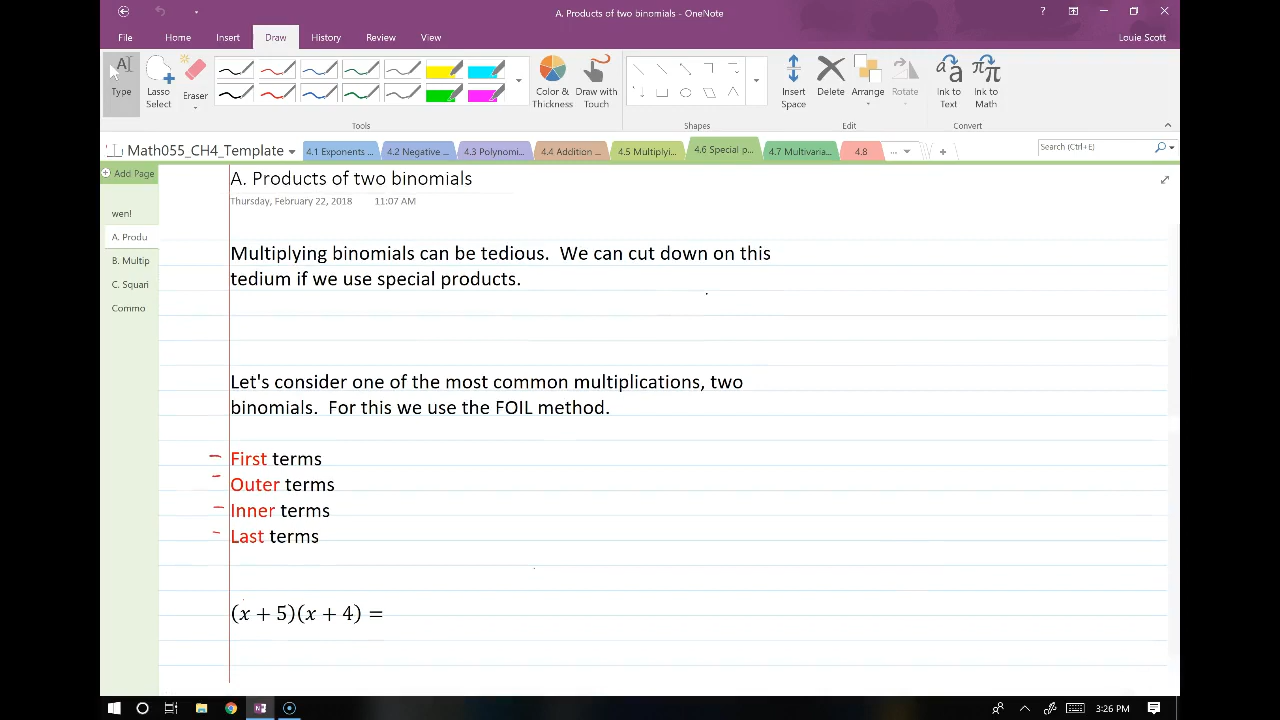 A. Products of two binomials - OneNote
?
File Home Insert Draw History Review View
Louie Scott
Type
Lasso Select
Eraser
Color & Thickness
Draw with Touch
Insert Space
Delete
Arrange
Rotate
Ink to Text
Ink to Math
Tools Shapes Edit Convert
Math055_CH4_Template
4.1 Exponents ... 4.2 Negative ... 4.3 Polynomi... 4.4 Addition ... 4.5 Multiplyi... 4.6 Special p... 4.7 Multivaria... 4.8 ...
Search (Ctrl+E)
Add Page
wen!
A. Produ
B. Multip
C. Squari
Commo
A. Products of two binomials
Thursday, February 22, 2018 11:07 AM
Multiplying binomials can be tedious. We can cut down on this
tedium if we use special products.
Let's consider one of the most common multiplications, two
binomials. For this we use the FOIL method.
First terms
Outer terms
Inner terms
Last terms
(x + 5)(x + 4) =
3:26 PM